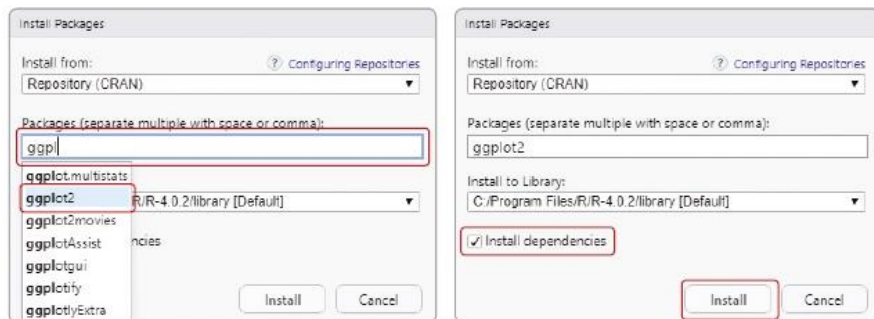 Install Packages
Install from:
? Configuring Repositories
Repository (CRAN)
Packages (separate multiple with space or comma):
ggpl
ggplot.multistats
ggplot2
R/R-4.0.2/library [Default]
ggplot2movies
ggplotAssist
ncies
ggplotgui
ggplotify
ggplotlyExtra
Install
Cancel
Install Packages
Install from:
? Configuring Repositories
Repository (CRAN)
Packages (separate multiple with space or comma):
ggplot2
Install to Library:
C:/Program Files/R/R-4.0.2/library [Default]
Install dependencies
Install
Cancel